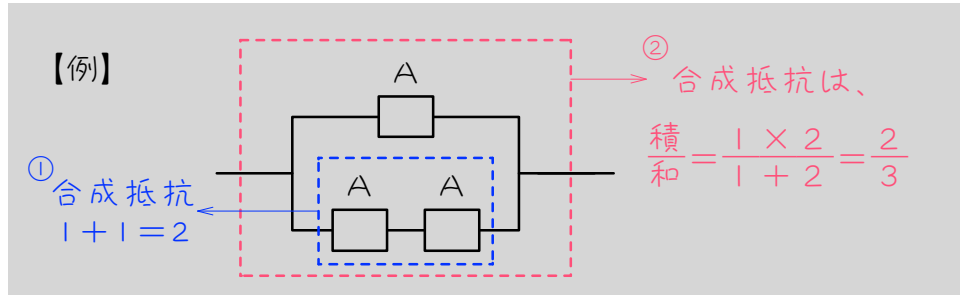 【例】
A
A A
①
合成抵抗
1+1=2
②
合成抵抗は、
積/和=1×2/1+2=2/3